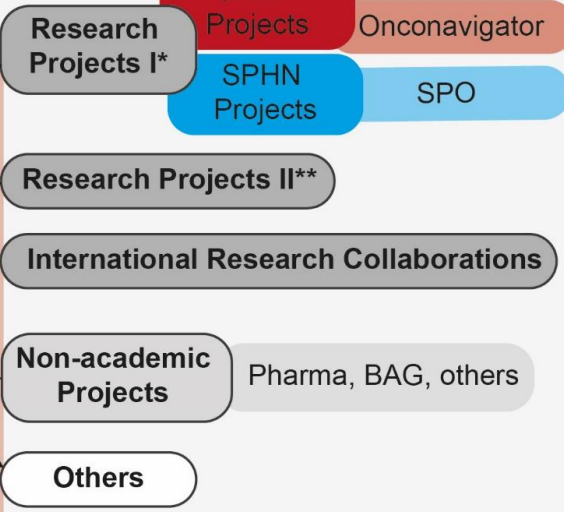 Research
Projects I*
Projects
Onconavigator
SPHN
Projects
SPO
Research Projects II**
International Research Collaborations
Non-academic
Projects
Pharma, BAG, others
Others